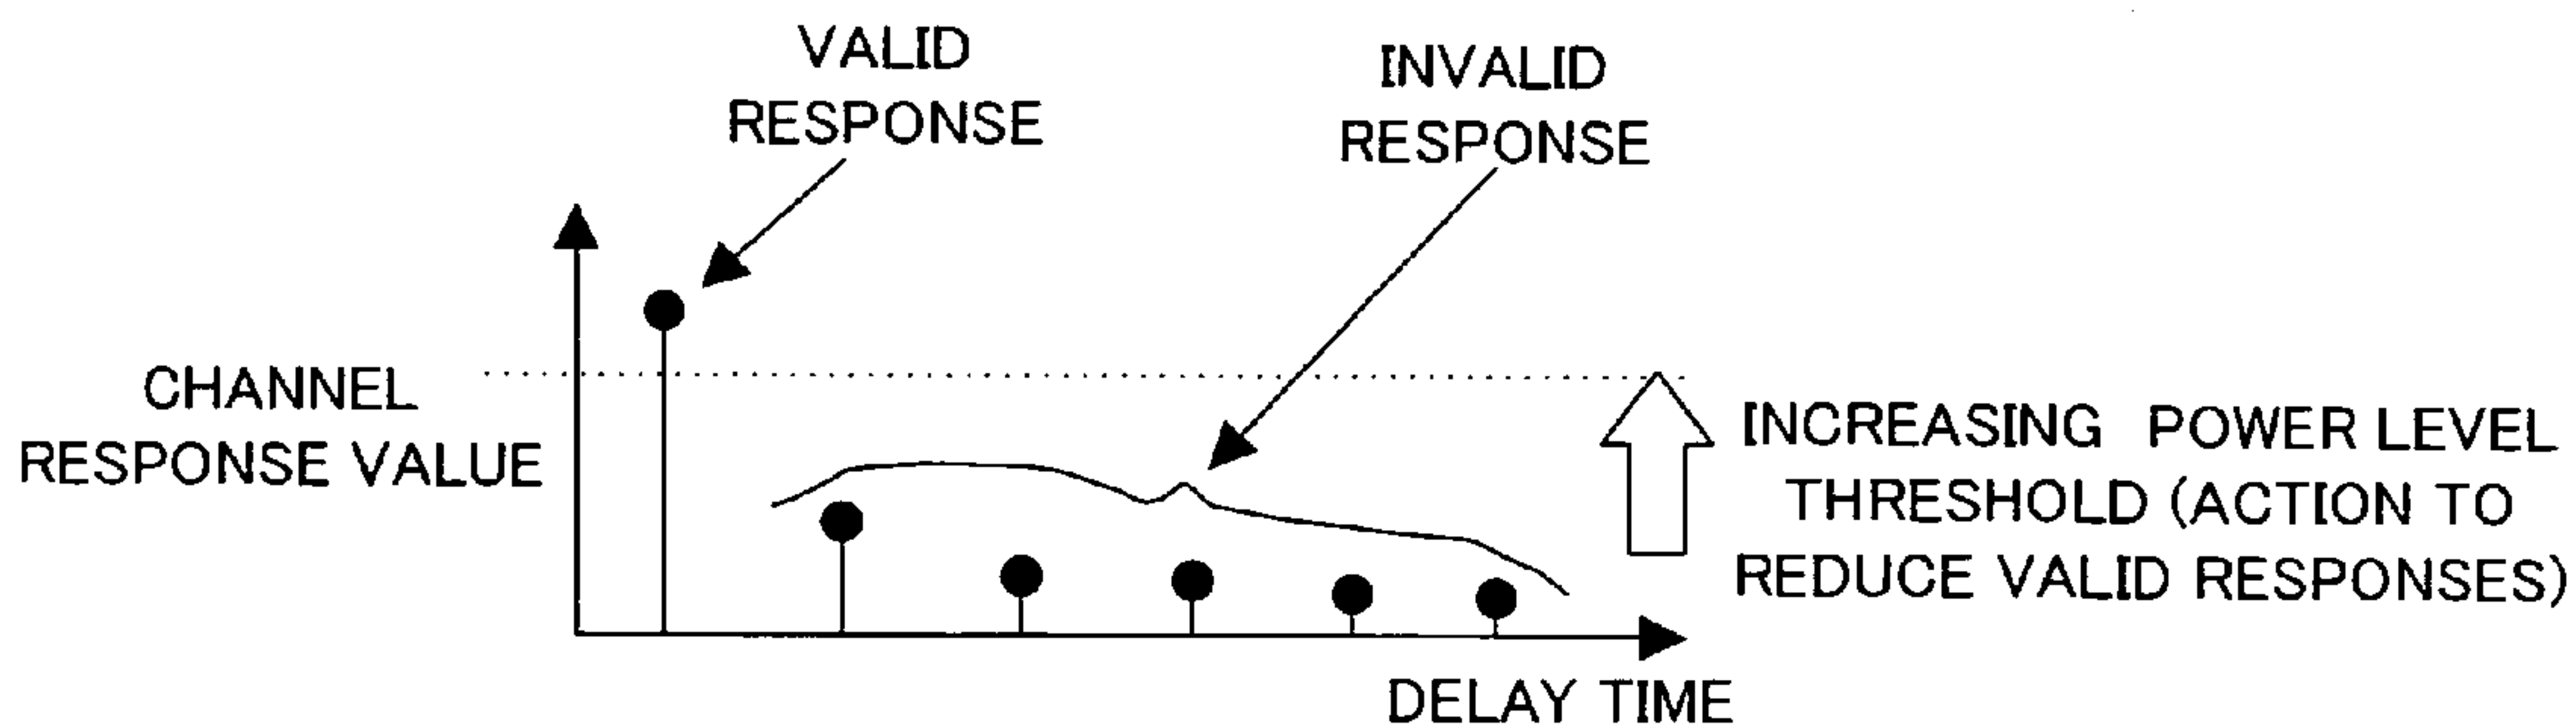 VALID
RESPONSE
INVALID
RESPONSE
CHANNEL
RESPONSE VALUE
INCREASING POWER LEVEL
THRESHOLD (ACTION TO
REDUCE VALID RESPONSES)
DELAY TIME